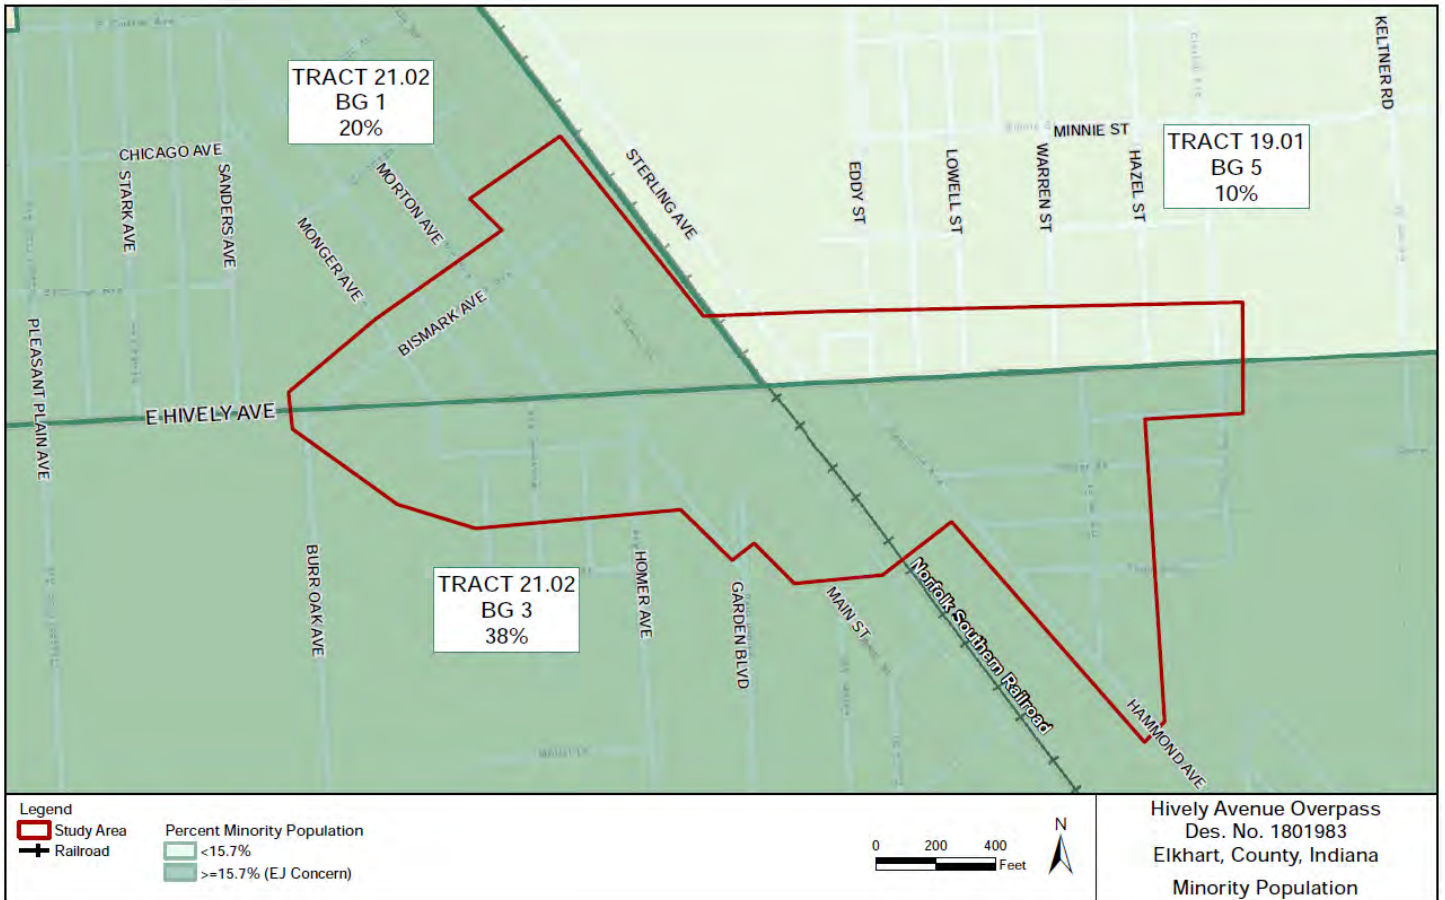 TRACT 21.02
BG 1
20%
CHICAGO AVE
STARK AVE
SANDERS AVE
MORTON AVE
MONGER AVE
BISMARK AVE
PLEASANT PLAIN AVE
E HIVELY AVE
STERLING AVE
EDDY ST
LOWELL ST
WARREN ST
MINNIE ST
HAZEL ST
KELTNER RD
TRACT 19.01
BG 5
10%
BURR OAK AVE
TRACT 21.02
BG 3
38%
HOMER AVE
GARDEN BLVD
MAIN ST
Norfolk Southern Railroad
HAMMOND AVE
Legend
Study Area
Railroad
Percent Minority Population
<15.7%
>=15.7% (EJ Concern)
0 200 400
Feet
N
Hively Avenue Overpass
Des. No. 1801983
Elkhart, County, Indiana
Minority Population